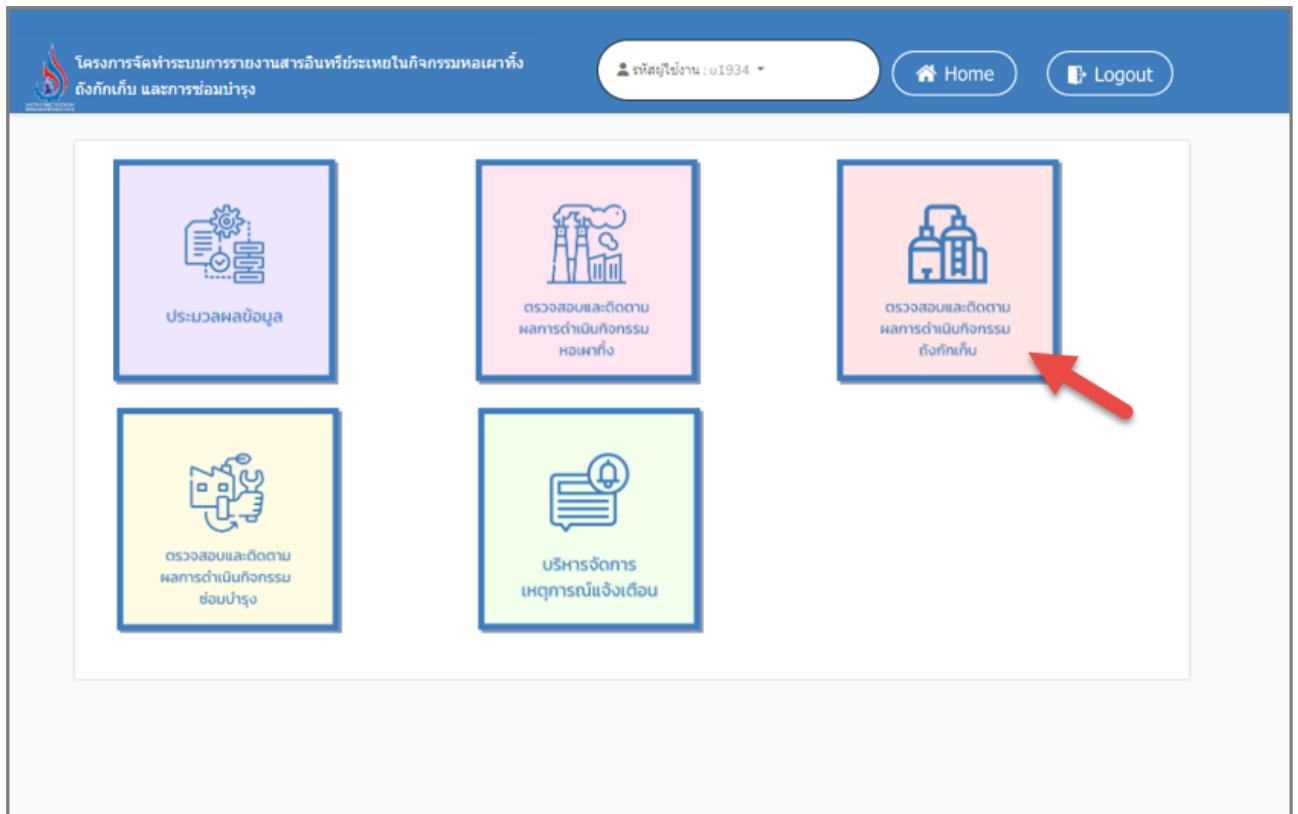 โครงการจัดทำระบบการรายงานสารอินทรีย์ระเหยในกิจกรรมหอเผาทิ้ง
ถังกักเก็บ และการซ่อมบำรุง
รหัสผู้ใช้งาน : u1934
Home
Logout
ประมวลผลข้อมูล
ตรวจสอบและติดตาม
ผลการดำเนินกิจกรรม
หอเผาทิ้ง
ตรวจสอบและติดตาม
ผลการดำเนินกิจกรรม
ถังกักเก็บ
ตรวจสอบและติดตาม
ผลการดำเนินกิจกรรม
ซ่อมบำรุง
บริหารจัดการ
เหตุการณ์แจ้งเตือน